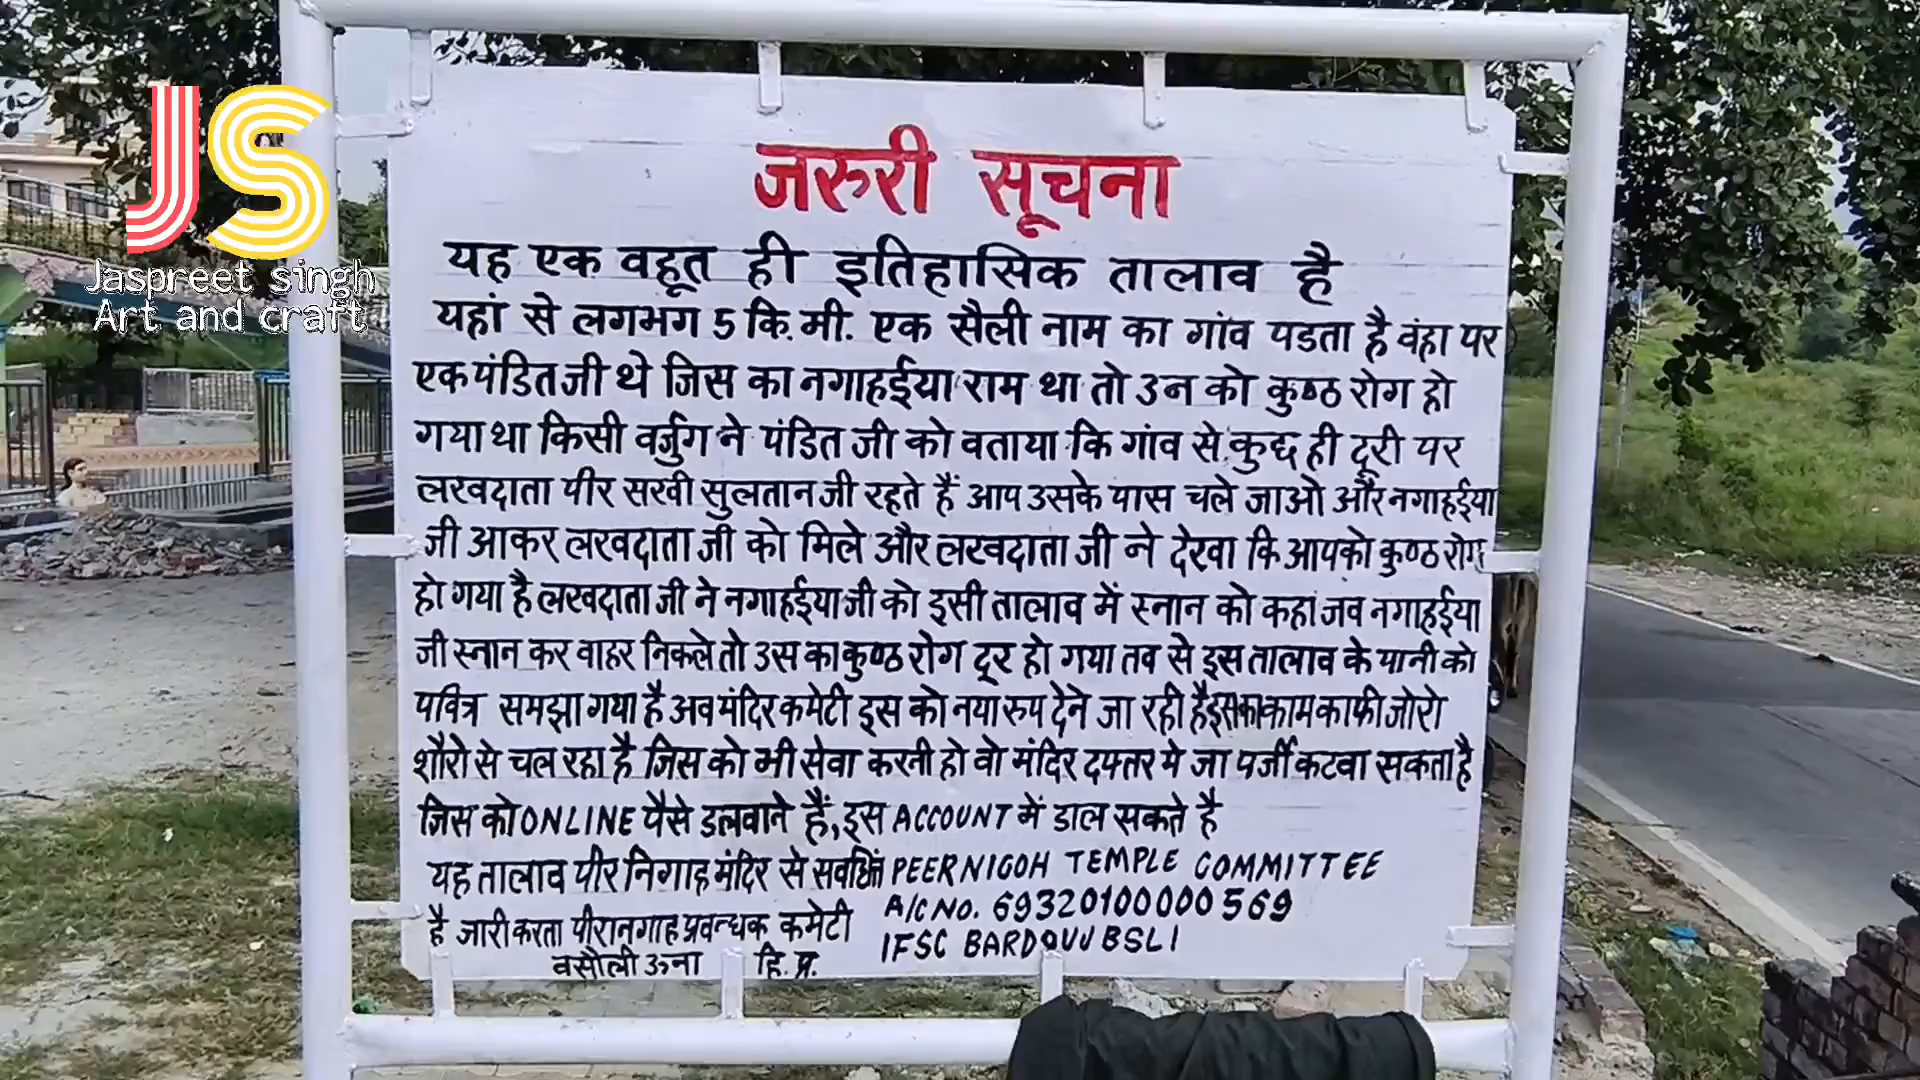 JS
Jaspreet singh
Art and craft
जरुरी सूचना
यह एक वहूत ही इतिहासिक तालाव है
यहां से लगभग 5 कि.मी. एक सैली नाम का गांव पडता है वंहा पर
एक पंडित जी थे जिस का नगाहईया राम था तो उन को कुष्ठ रोग हो
गया था किसी वर्जुग ने पंडित जी को वताया कि गांव से कुछ ही दूरी पर
लखदाता पीर सखी सुलतान जी रहते हैं आप उसके पास चले जाओ और नगाहईया
जी आकर लखदाता जी को मिले और लखदाता जी ने देखा कि आपको कुष्ठ रोग
हो गया है लखदाता जी ने नगाहईया जी को इसी तालाव में स्नान को कहा जव नगाहईया
जी स्नान कर वाहर निकले तो उस का कुष्ठ रोग दूर हो गया तव से इस तालाव के पानी को
पवित्र समझा गया है अव मंदिर कमेटी इस को नया रुप देने जा रही है इसका काम काफी जोरो
शौरो से चल रहा है जिस को भी सेवा करनी हो वो मंदिर दफ्तर मे जा पर्जी कटवा सकता है
जिस को ONLINE पैसे डलवाने हैं, इस ACCOUNT में डाल सकते है
यह तालाव पीर निगाह मंदिर से सवधित
है जारी करता पीरनिगाह प्रवन्धक कमेटी
वसौली ऊना हि.प्र.
PEER NIGOH TEMPLE COMMITTEE
A/C NO. 69320100000569
IFSC BARDOVJBSLI